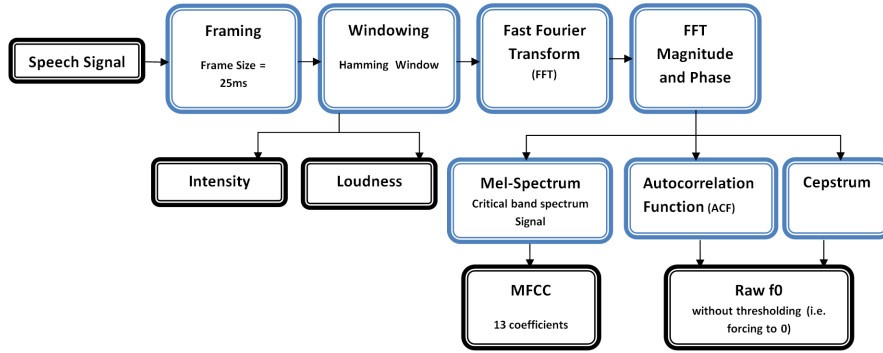 Speech Signal
Framing
Frame Size =
25ms
Windowing
Hamming Window
Fast Fourier
Transform
(FFT)
FFT
Magnitude
and Phase
Intensity
Loudness
Mel-Spectrum
Critical band spectrum
Signal
Autocorrelation
Function (ACF)
Cepstrum
MFCC
13 coefficients
Raw f0
without thresholding (i.e.
forcing to 0)